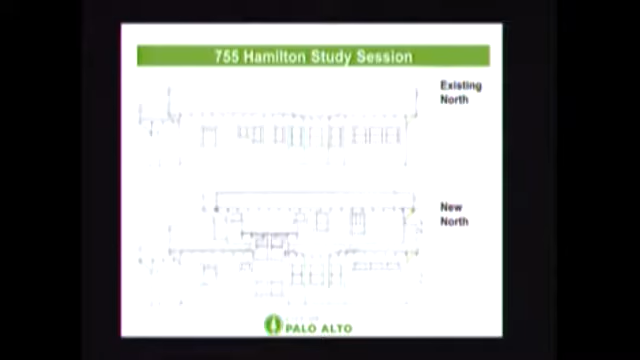 755 Hamilton Study Session
Existing
North
New
North
PALO ALTO